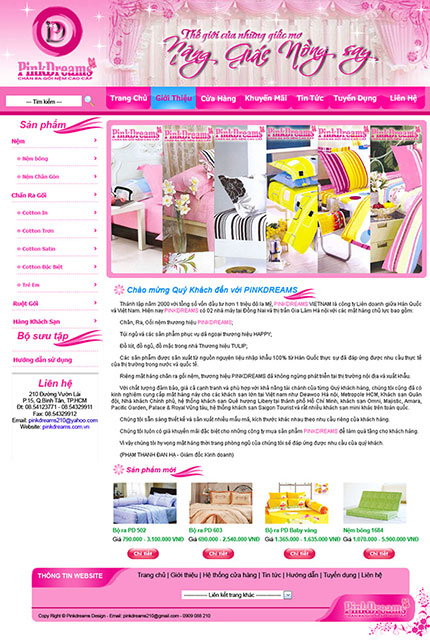 PinkDreams
CHĂN RA GỐI NỆM CAO CẤP
Thế giới của những giấc mơ
Nâng Giấc Nồng Say
--- Tìm kiếm ---
Trang Chủ
Giới Thiệu
Cửa Hàng
Khuyến Mãi
Tin Tức
Tuyển Dụng
Liên Hệ
Sản phẩm
Nệm
Nệm bông
Nệm Chần Gòn
Chăn Ra Gối
Cotton In
Cotton Trơn
Cotton Satin
Cotton Đặc Biệt
Trẻ Em
Ruột Gối
Hàng Khách Sạn
Bộ sưu tập
Hướng dẫn sử dụng
Liên hệ
210 Đường Vườn Lài
P 15, Q.Bình Tân, TP.HCM
Đt: 08.54123771 - 08.54329911
Fax: 08.54329912
Email: pinkdreams210@yahoo.com
Website: pinkdreams.com.vn
PinkDreams
PinkDreams
PinkDreams
PinkDreams
PinkDreams
PinkDreams
Chào mừng Quý Khách đến với PINKDREAMS
Thành lập năm 2000 với tổng số vốn đầu tư hơn 1 triệu đô la Mỹ, PINKDREAMS VIETNAM là công ty Liên doanh giữa Hàn Quốc
và Việt Nam. Hiện nay PINKDREAMS có 02 nhà máy tại Đồng Nai và thị trấn Gia Lâm Hà nội với các mặt hàng chủ lực bao gồm:
Chăn, Ra, Gối Nệm thương hiệu PINKDREAMS;
Túi ngủ và các sản phẩm phục vụ dã ngoại thương hiệu HAPPY;
Đồ lót, đồ ngủ, đồ mặc trong nhà Thương hiệu TULIP;
Các sản phẩm được sản xuất từ nguồn nguyên liệu nhập khẩu 100% từ Hàn Quốc thực sự đã đáp ứng được nhu cầu thực tế
của thị trường trong nước và quốc tế.
Riêng mặt hàng chăn ra gối nệm, thương hiệu PINKDREAMS đã không ngừng phát triển tại thị trường nội địa và xuất khẩu.
Với chất lượng đảm bảo, giá cả cạnh tranh và phù hợp với khả năng tài chánh của từng Quý khách hàng, chúng tôi cũng đã có
kinh nghiệm cung cấp mặt hàng này cho các khách sạn lớn tại Việt nam như Deawoo Hà nội, Metropole HCM, Khách sạn Quân
đội, Nhà khách Chính phủ, hệ thống khách sạn Quê hương Liberty tại thành phố Hồ Chí Minh, khách sạn Omni, Majistic, Amara,
Pacific Garden, Palace & Royal Vũng tàu, hệ thống khách sạn Saigon Tourist và rất nhiều khách sạn mini khác trên toàn quốc.
Chúng tôi sẵn sàng thiết kế và sản xuất nhiều mẫu mã, kích thước khác nhau theo nhu cầu riêng của khách hàng.
Chúng tôi luôn có giá khuyến mãi đặc biệt cho những công ty mua sản phẩm PINKDREAMS để làm quà tặng cho khách hàng.
Vì vậy chúng tôi hy vọng mặt hàng thời trang phòng ngủ của chúng tôi sẽ đáp ứng được nhu cầu của quý khách.
(PHẠM THANH ĐAN HẠ - Giám đốc Kinh doanh)
Sản phẩm mới
Bộ ra PD 502
Giá 790.000 - 3.100.000 VNĐ
Chi tiết
Bộ ra PD 603
Giá 690.000 - 2.540.000 VNĐ
Chi tiết
Bộ ra PD Baby vàng
Giá 1.365.000 - 1.635.000 VNĐ
Chi tiết
Nệm bông 1684
Giá 1.070.000 - 5.900.000 VNĐ
Chi tiết
THÔNG TIN WEBSITE
Trang chủ | Giới thiệu | Hệ thống cửa hàng | Tin tức | Hướng dẫn | Tuyển dụng | Liên hệ
Liên kết trang khác
Copy Right © Pinkdreams Design - Email: pinkdreams210@gmail.com - 0909 088 210
PinkDreams